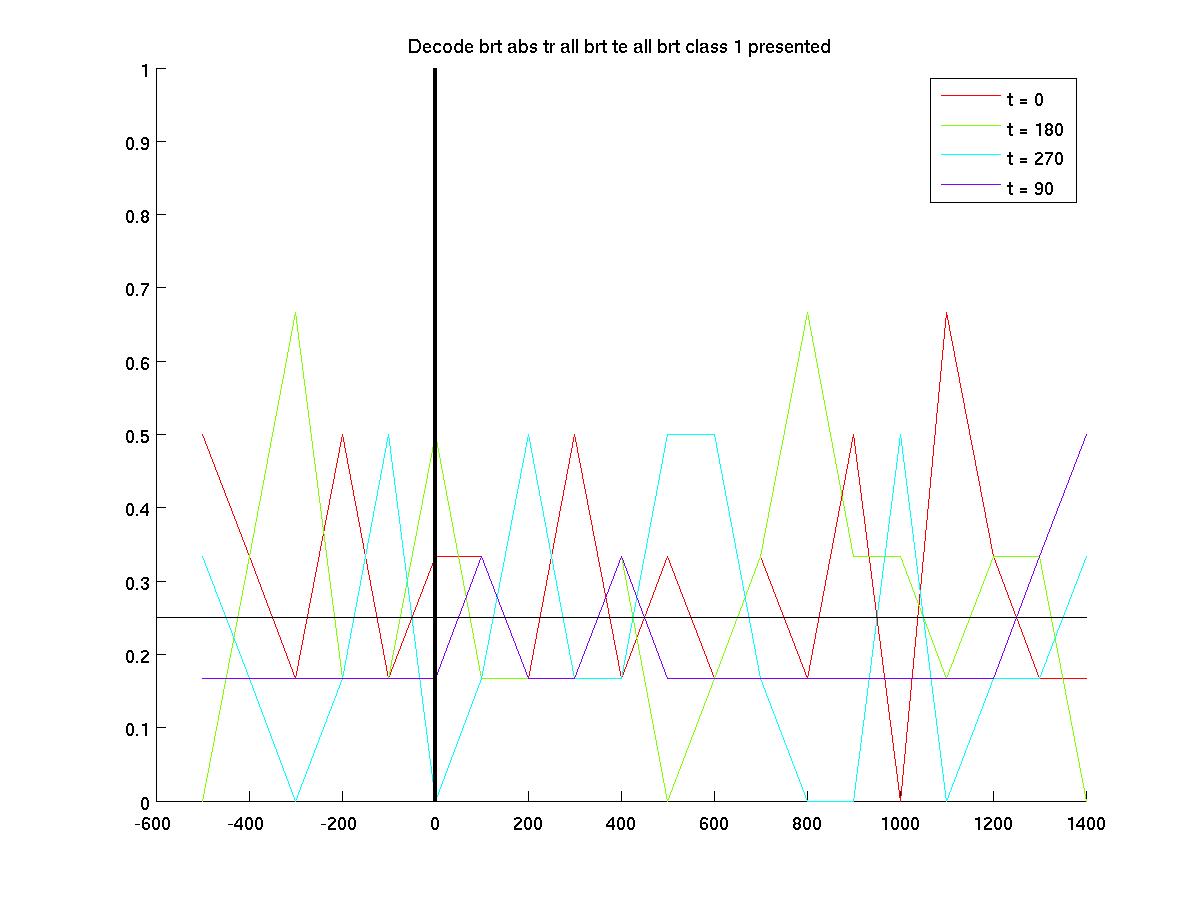 Decode brt abs tr all brt te all brt class 1 presented
t = 0
t = 180
t = 270
t = 90
1
0.9
0.8
0.7
0.6
0.5
0.4
0.3
0.2
0.1
0
-600 -400 -200 0 200 400 600 800 1000 1200 1400